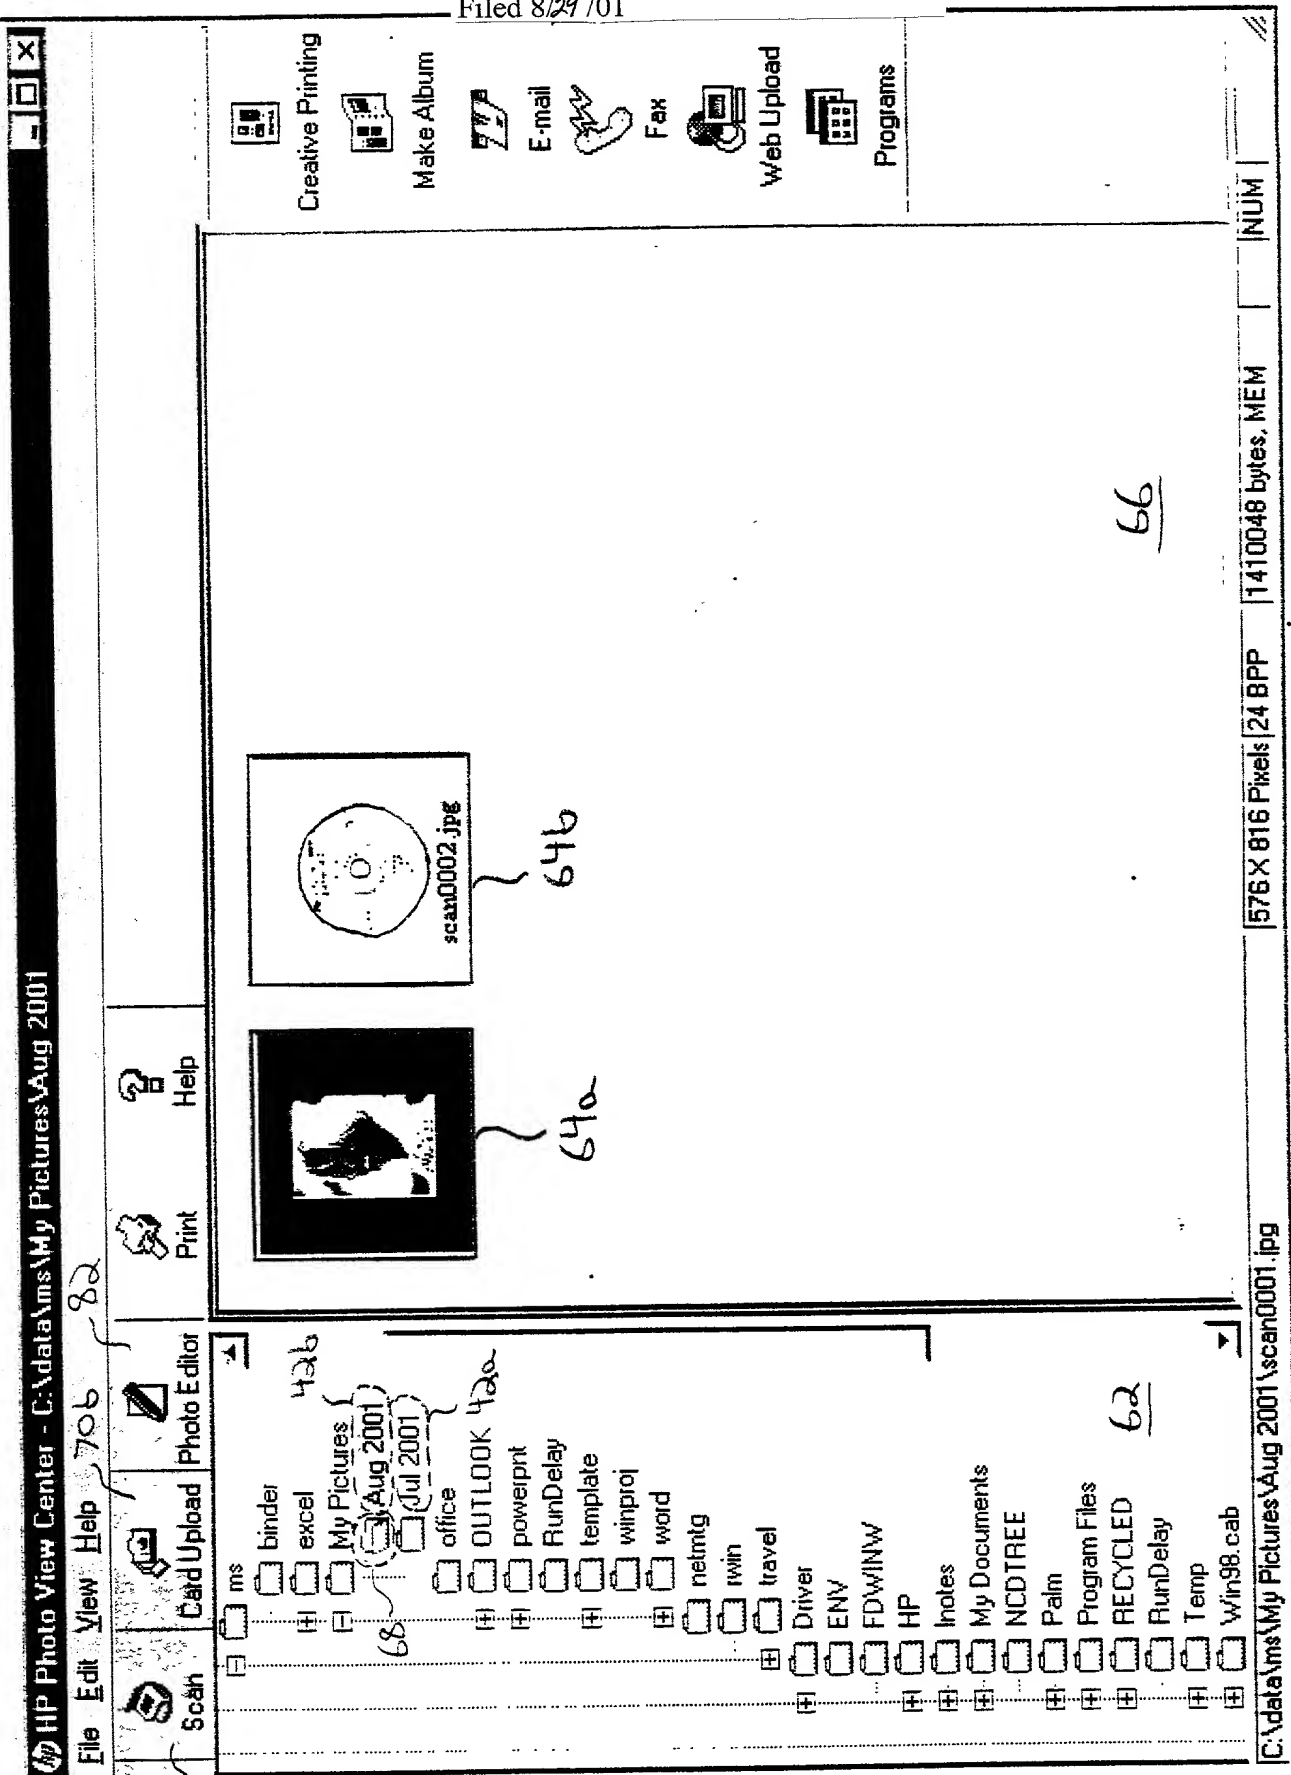 Filed 8/29/01
hp HP Photo View Center - C:\data\ms\My Pictures\Aug 2001
File Edit View Help
70b
82
Scan
Card Upload
Photo Editor
Print
Help
ms
binder
excel
My Pictures
Aug 2001
Jul 2001
office
OUTLOOK
powerpnt
RunDelay
template
winproj
word
netmtg
rwin
travel
Driver
ENV
FDWINW
HP
lnotes
My Documents
NCDTREE
Palm
Program Files
RECYCLED
RunDelay
Temp
Win98.cab
42b
42a
68
62
64a
scan0002.jpg
64b
66
Creative Printing
Make Album
E-mail
Fax
Web Upload
Programs
C:\data\ms\My Pictures\Aug 2001\scan0001.jpg
576 X 816 Pixels
24 BPP
1410048 bytes, MEM
NUM